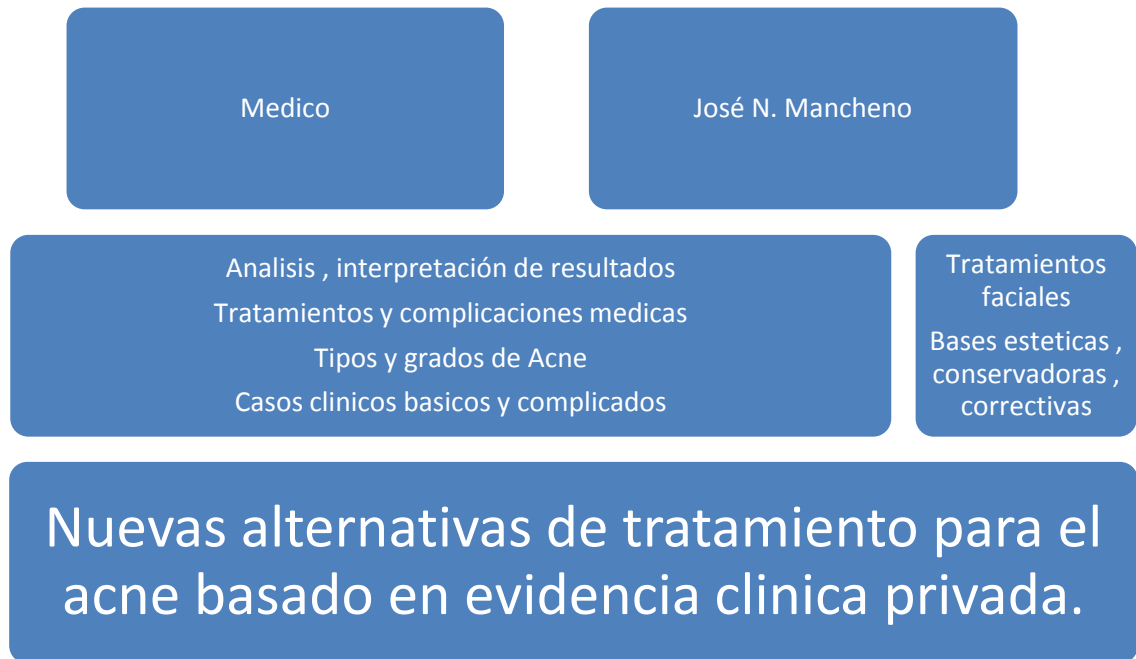 Medico
José N. Mancheno
Analisis , interpretación de resultados
Tratamientos y complicaciones medicas
Tipos y grados de Acne
Casos clinicos basicos y complicados
Tratamientos
faciales
Bases esteticas ,
conservadoras ,
correctivas
Nuevas alternativas de tratamiento para el
acne basado en evidencia clinica privada.